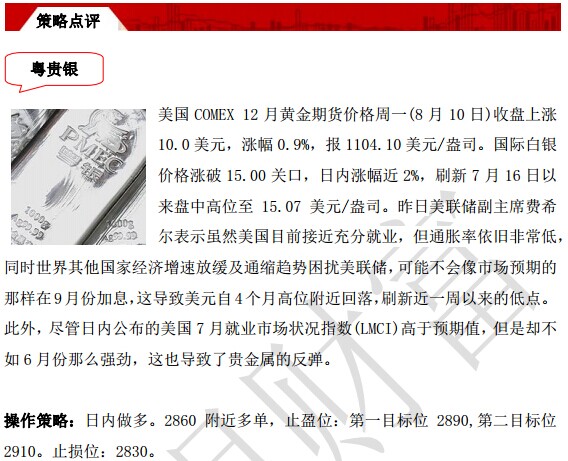 策略点评
粤贵银
美国 COMEX 12 月黄金期货价格周一(8 月 10 日)收盘上涨
10.0 美元，涨幅 0.9%，报 1104.10 美元/盎司。国际白银
价格涨破 15.00 关口，日内涨幅近 2%，刷新 7 月 16 日以
来盘中高位至 15.07 美元/盎司。昨日美联储副主席费希
尔表示虽然美国目前接近充分就业，但通胀率依旧非常低，
同时世界其他国家经济增速放缓及通缩趋势困扰美联储，可能不会像市场预期的
那样在 9 月份加息，这导致美元自 4 个月高位附近回落，刷新近一周以来的低点。
此外，尽管日内公布的美国 7 月就业市场状况指数(LMCI)高于预期值，但是却不
如 6 月份那么强劲，这也导致了贵金属的反弹。
操作策略：日内做多。2860 附近多单，止盈位：第一目标位 2890,第二目标位
2910。止损位：2830。
PMEC
1000g
财富